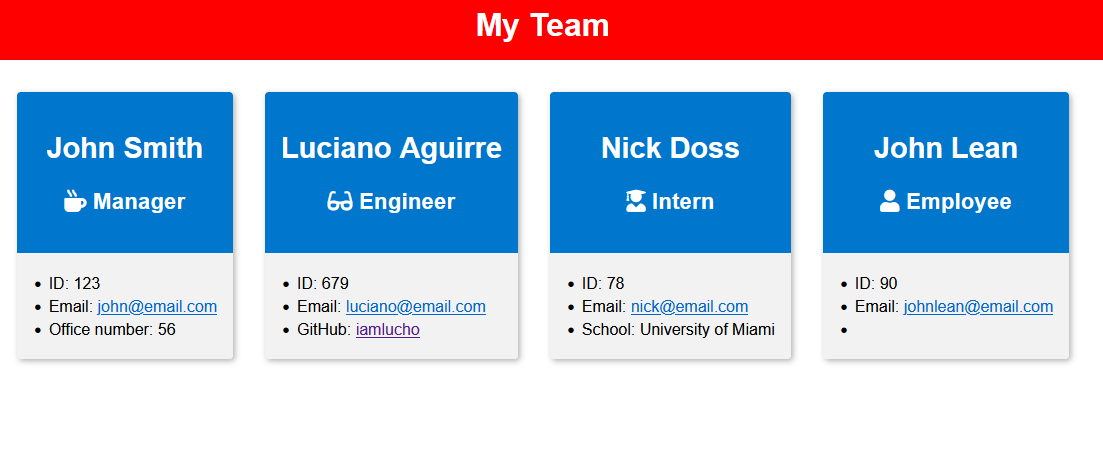 My Team
John Smith
Manager
ID: 123
Email: john@email.com
Office number: 56
Luciano Aguirre
Engineer
ID: 679
Email: luciano@email.com
GitHub: iamlucho
Nick Doss
Intern
ID: 78
Email: nick@email.com
School: University of Miami
John Lean
Employee
ID: 90
Email: johnlean@email.com